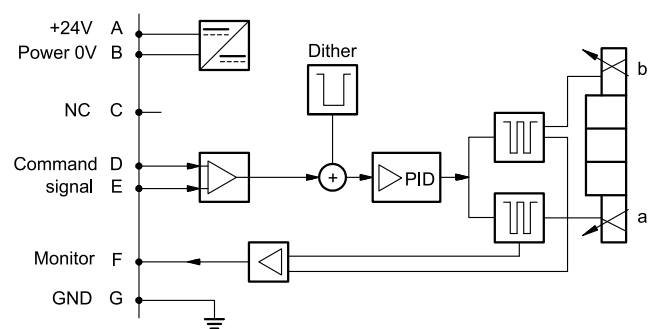 +24V A
Power 0V B
Dither
b
NC C
Command D
signal E
+
PID
a
Monitor F
GND G